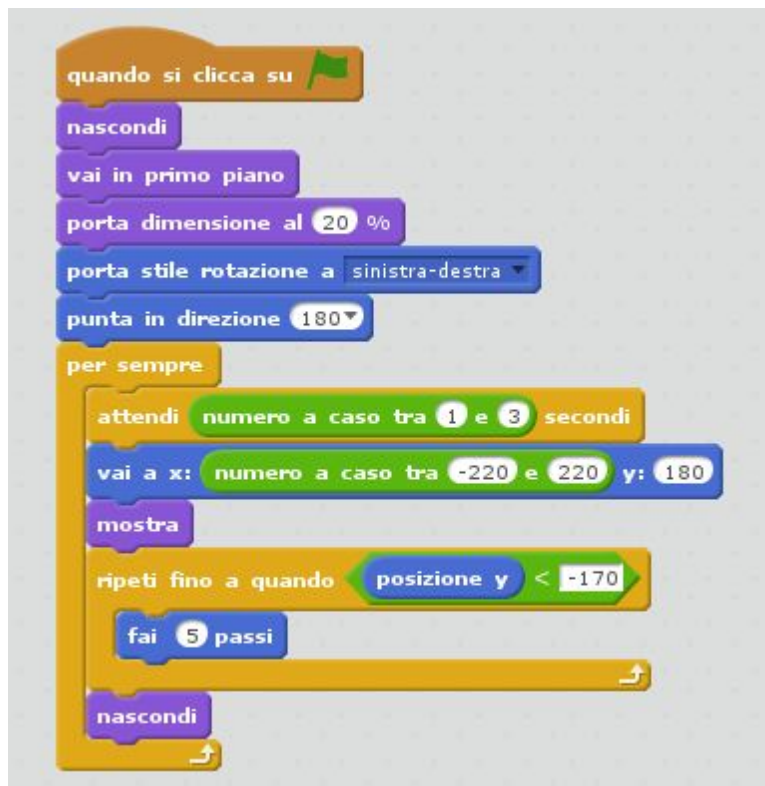 quando si clicca su
nascondi
vai in primo piano
porta dimensione al 20 %
porta stile rotazione a sinistra-destra
punta in direzione 180
per sempre
attendi numero a caso tra 1 e 3 secondi
vai a x: numero a caso tra -220 e 220 y: 180
mostra
ripeti fino a quando posizione y < -170
fai 5 passi
nascondi